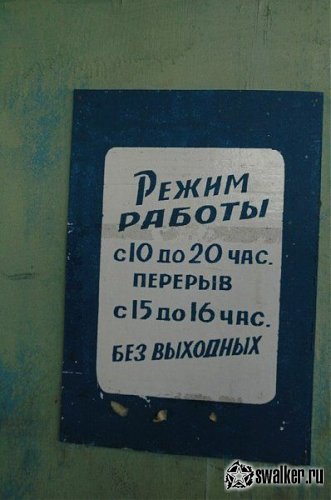 Режим
работы
с 10 до 20 час.
перерыв
с 15 до 16 час.
без выходных
swalker.ru